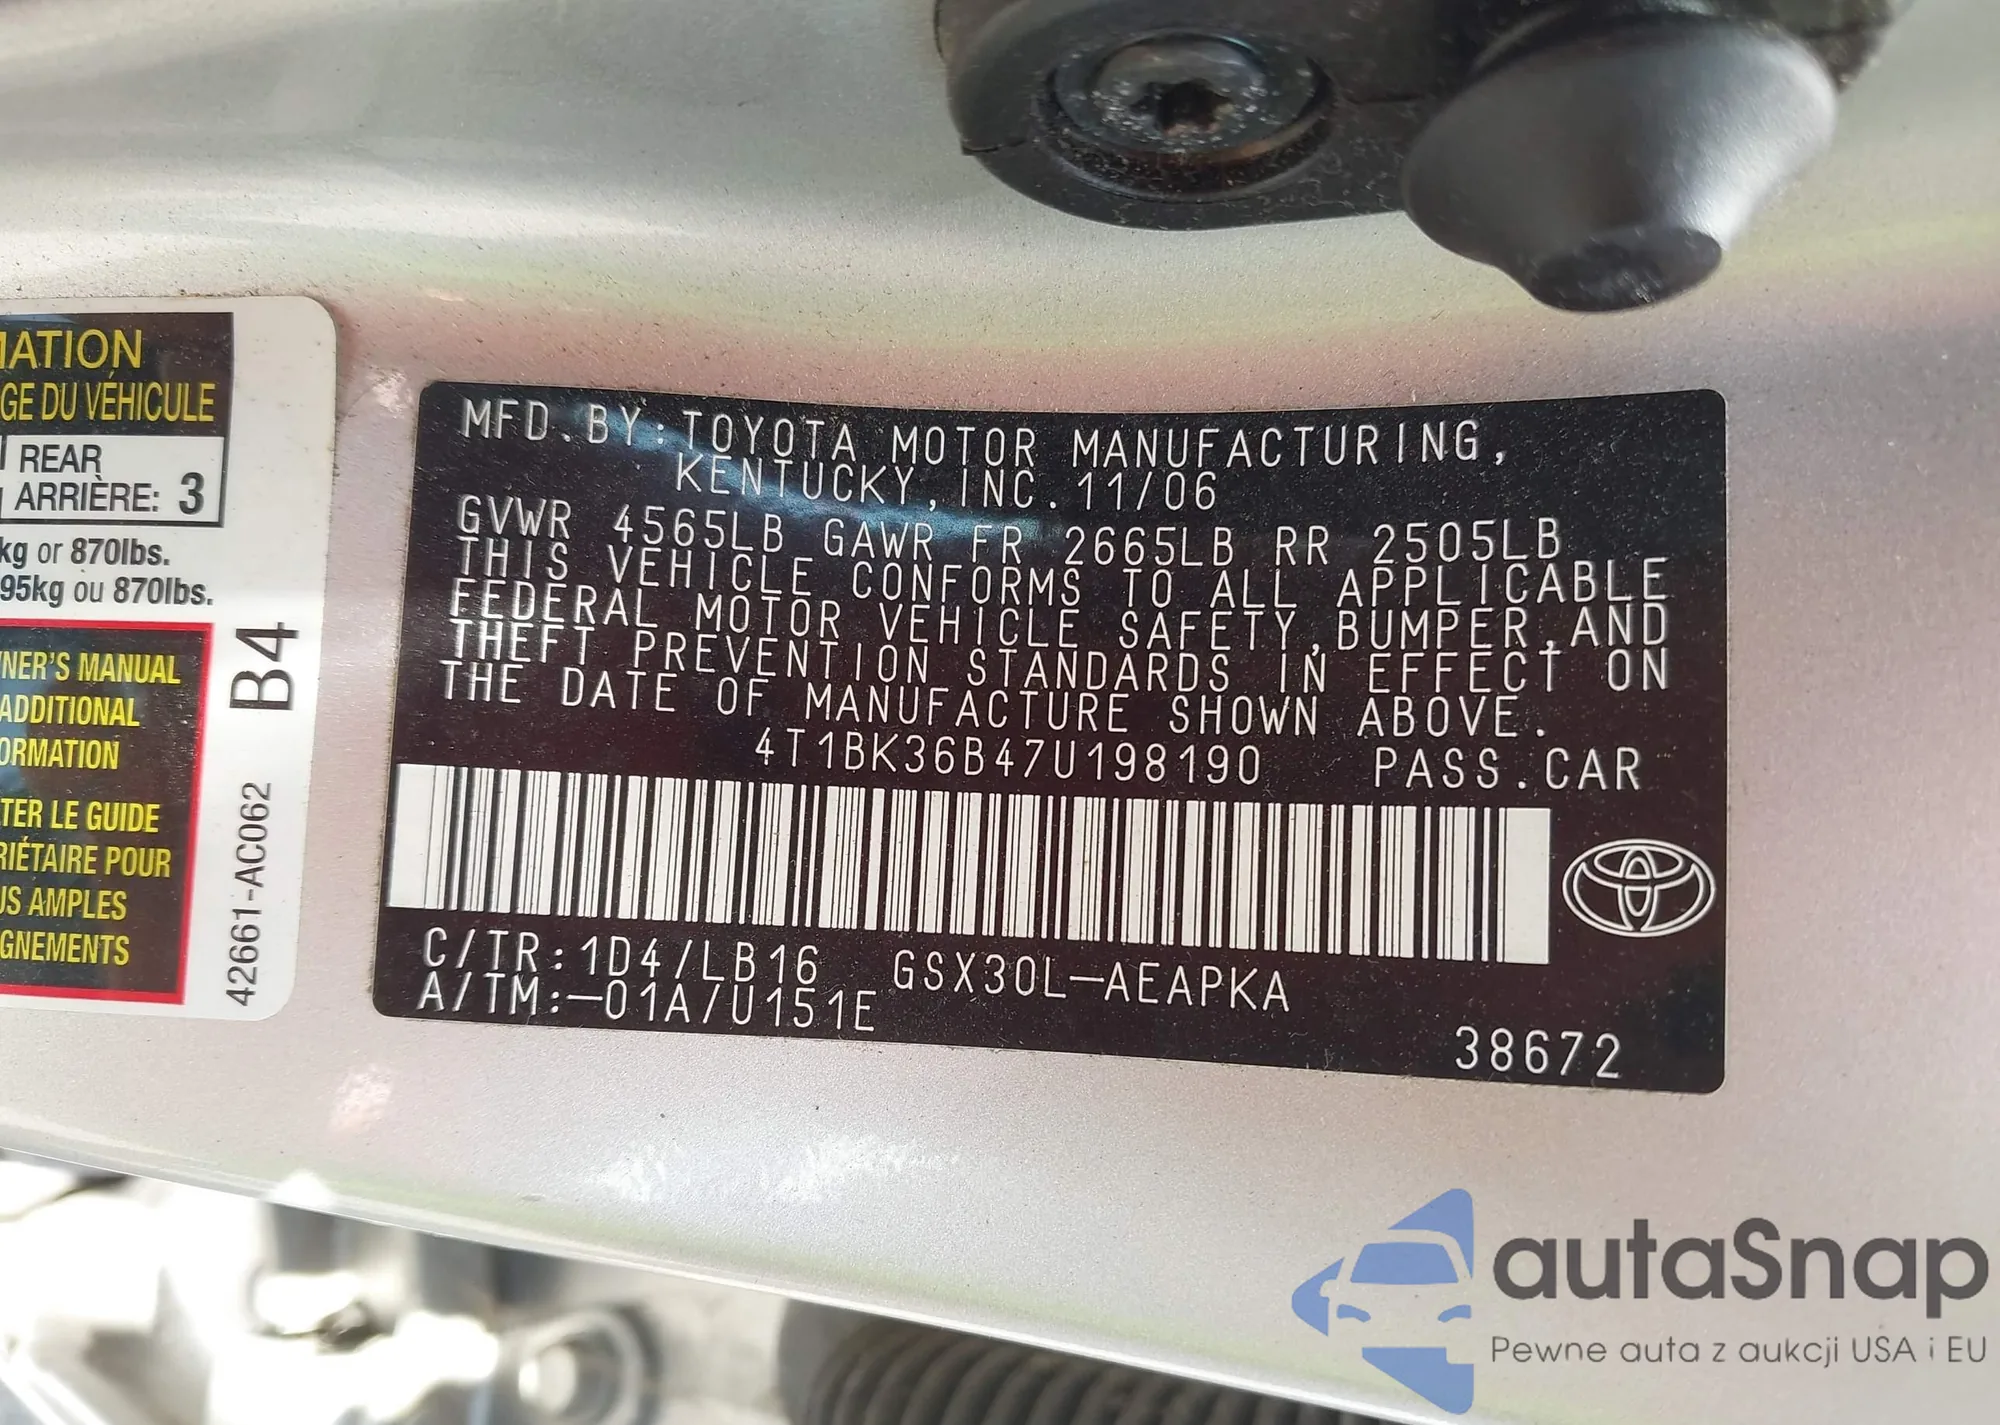 MATION
GE DU VÉHICULE
REAR
ARRIÈRE: 3
kg or 870lbs.
95kg ou 870lbs.
NER'S MANUAL
ADDITIONAL
ORMATION
TER LE GUIDE
RIÉTAIRE POUR
US AMPLES
GNEMENTS
B4
42661-AC062
MFD.BY:TOYOTA MOTOR MANUFACTURING,
KENTUCKY,INC.11/06
GVWR 4565LB GAWR FR 2665LB RR 2505LB
THIS VEHICLE CONFORMS TO ALL APPLICABLE
FEDERAL MOTOR VEHICLE SAFETY,BUMPER,AND
THEFT PREVENTION STANDARDS IN EFFECT ON
THE DATE OF MANUFACTURE SHOWN ABOVE.
4T1BK36B47U198190 PASS.CAR
C/TR:1D4/LB16 GSX30L-AEAPKA
A/TM:-01A/U151E
38672
autaSnap
Pewne auta z aukcji USA i EU